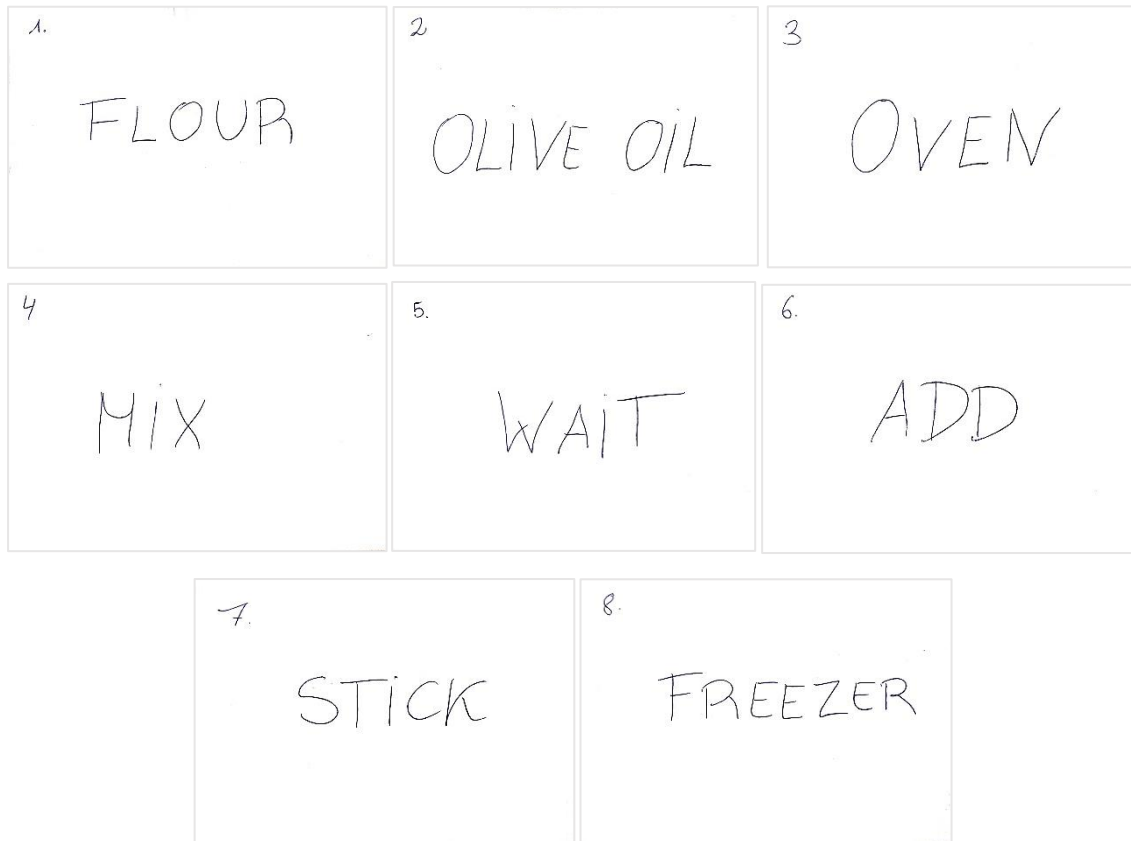 1.
FLOUR
2
OLiVE OiL
3
OVEN
4
MiX
5.
WAiT
6.
ADD
7.
STiCK
8.
FREEZER